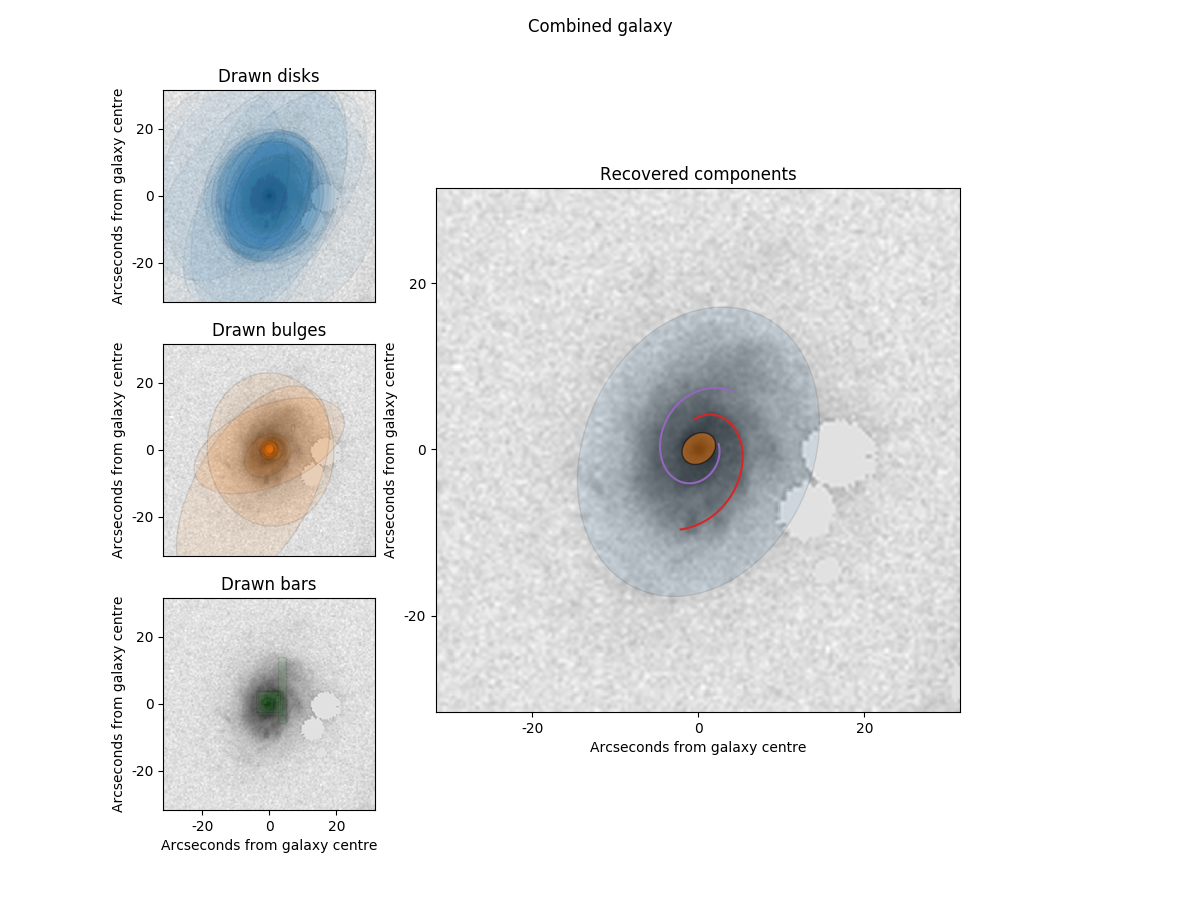 Combined galaxy
Drawn disks
Arcseconds from galaxy centre
20
0
-20
Drawn bulges
Arcseconds from galaxy centre
20
0
-20
Drawn bars
Arcseconds from galaxy centre
20
0
-20
-20 0 20
Arcseconds from galaxy centre
Recovered components
Arcseconds from galaxy centre
20
0
-20
-20 0 20
Arcseconds from galaxy centre